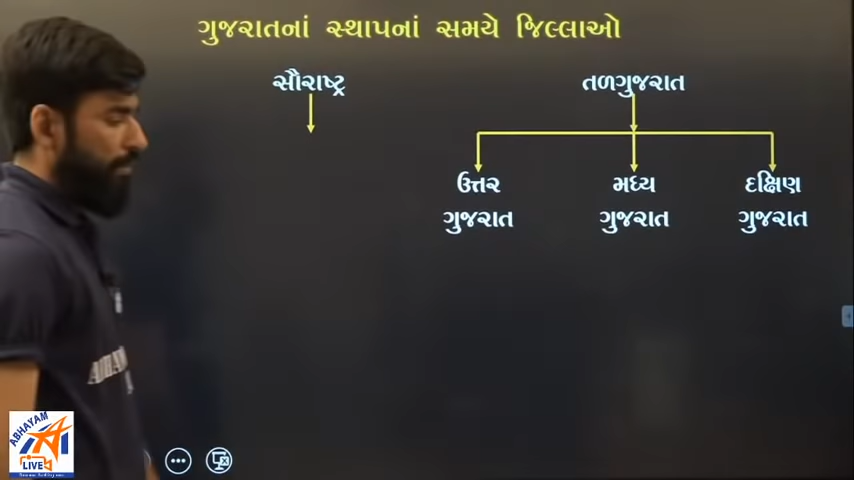 ગુજરાતનાં સ્થાપનાં સમયે જિલ્લાઓ
સૌરાષ્ટ્ર
તળગુજરાત
ઉત્તર
ગુજરાત
મધ્ય
ગુજરાત
દક્ષિણ
ગુજરાત
ABHAYAM
LIVE